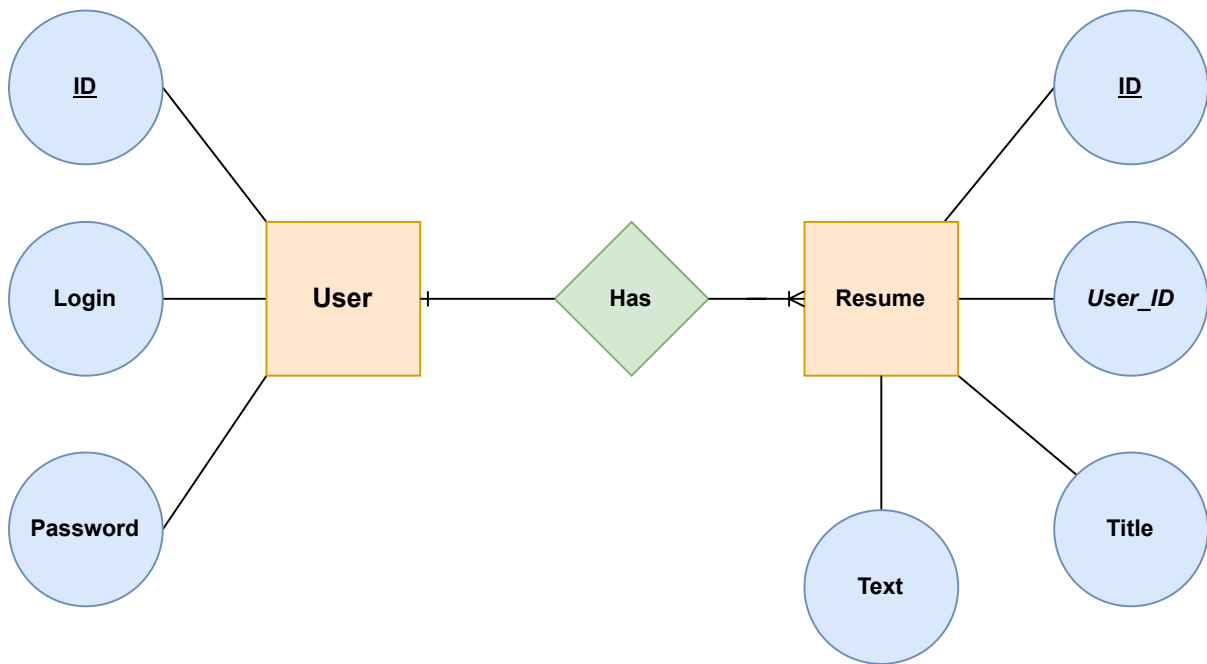 ID
ID
Login
User
Has
Resume
User_ID
Password
Title
Text